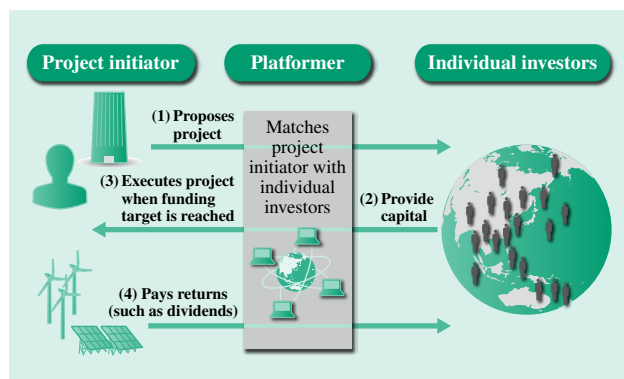 Project initiator
Platformer
Individual investors
(1) Proposes
project
Matches
project
initiator with
individual
investors
(3) Executes project
when funding
target is reached
(2) Provide
capital
(4) Pays returns
(such as dividends)